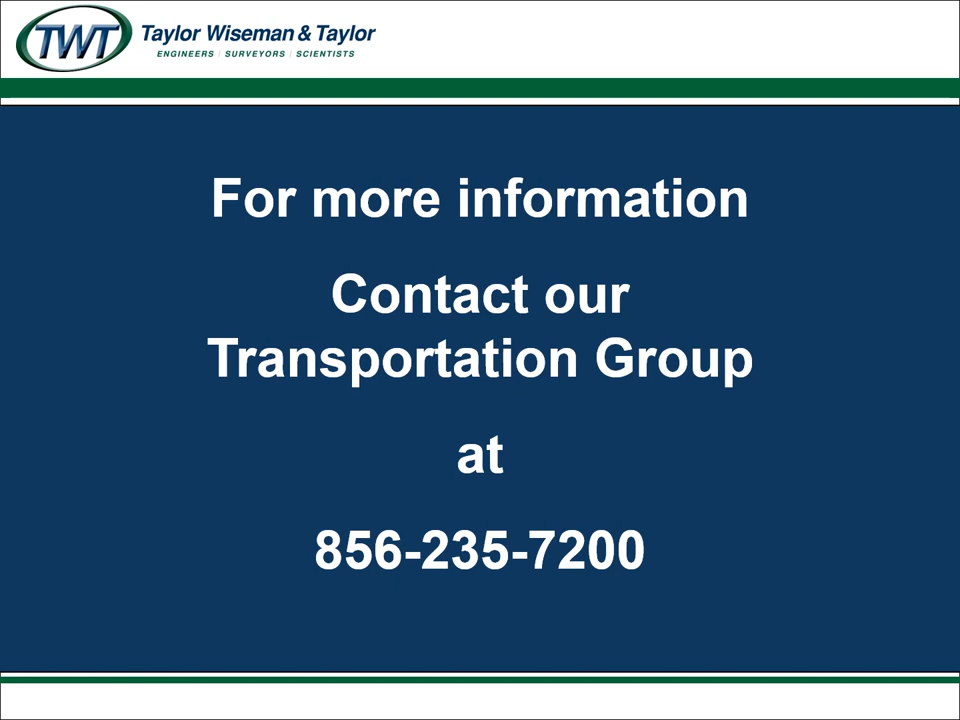 TWT
Taylor Wiseman & Taylor
ENGINEERS | SURVEYORS | SCIENTISTS
For more information
Contact our
Transportation Group
at
856-235-7200